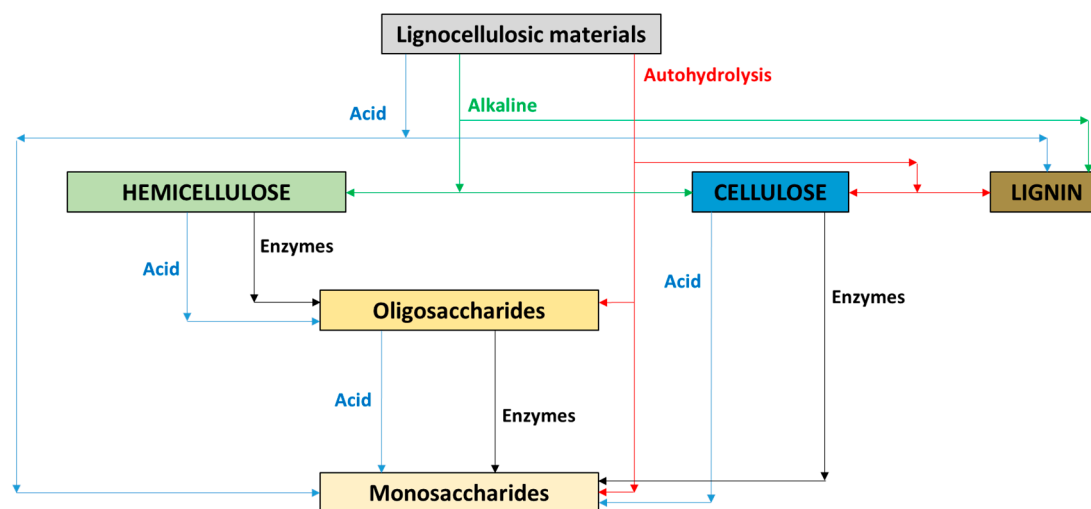 Lignocellulosic materials
Autohydrolysis
Alkaline
Acid
HEMICELLULOSE
CELLULOSE
LIGNIN
Enzymes
Acid
Acid
Enzymes
Oligosaccharides
Acid
Enzymes
Monosaccharides